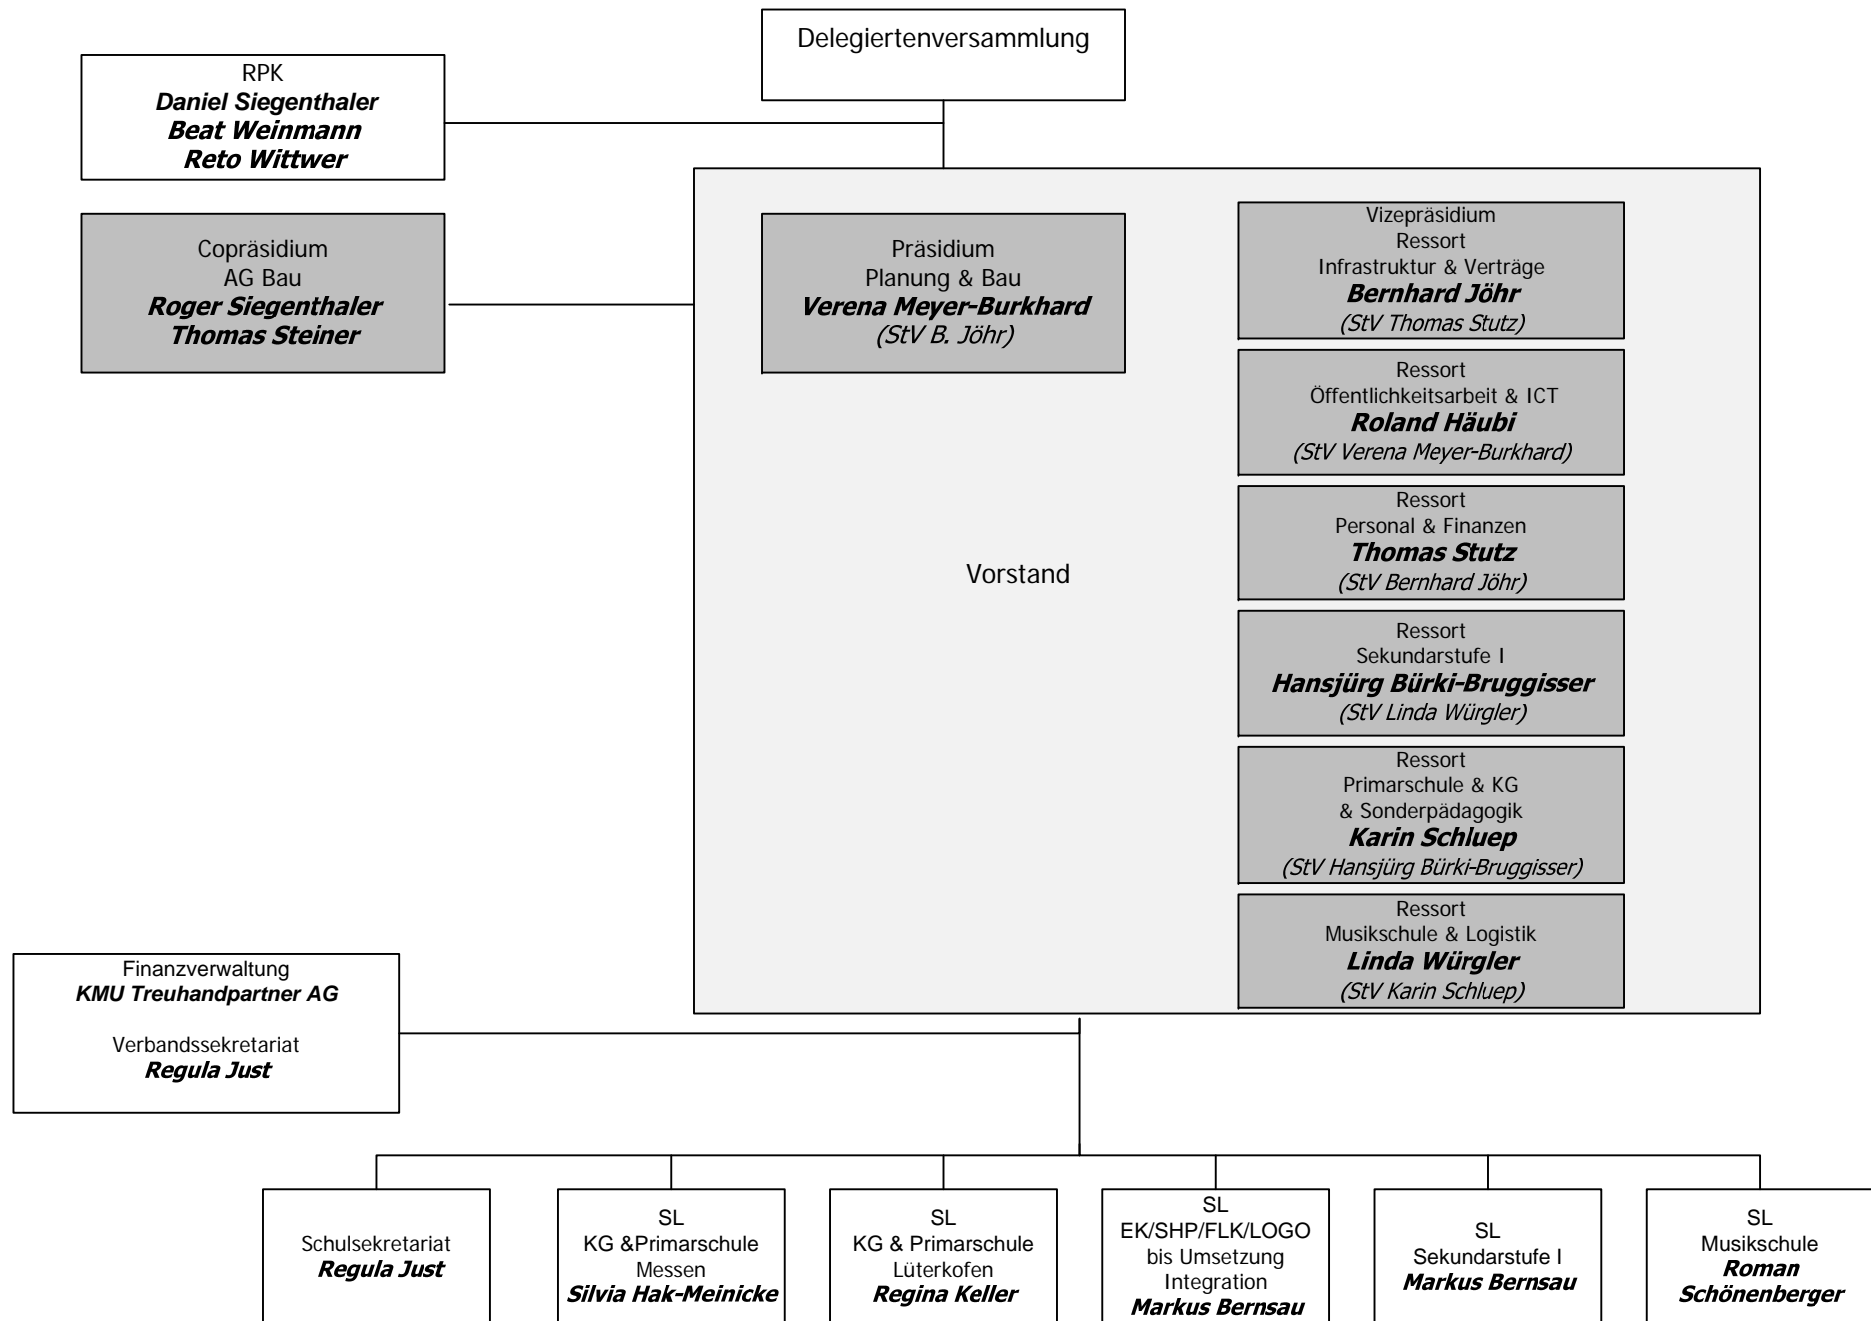 Delegiertenversammlung
RPK
Daniel Siegenthaler
Beat Weinmann
Reto Wittwer
Copräsidium
AG Bau
Roger Siegenthaler
Thomas Steiner
Präsidium
Planung & Bau
Verena Meyer-Burkhard
(StV B. Jöhr)
Vorstand
Vizepräsidium
Ressort
Infrastruktur & Verträge
Bernhard Jöhr
(StV Thomas Stutz)
Ressort
Öffentlichkeitsarbeit & ICT
Roland Häubi
(StV Verena Meyer-Burkhard)
Ressort
Personal & Finanzen
Thomas Stutz
(StV Bernhard Jöhr)
Ressort
Sekundarstufe I
Hansjürg Bürki-Bruggisser
(StV Linda Würgler)
Ressort
Primarschule & KG
& Sonderpädagogik
Karin Schluep
(StV Hansjürg Bürki-Bruggisser)
Ressort
Musikschule & Logistik
Linda Würgler
(StV Karin Schluep)
Finanzverwaltung
KMU Treuhandpartner AG
Verbandssekretariat
Regula Just
Schulsekretariat
Regula Just
SL
KG &Primarschule
Messen
Silvia Hak-Meinicke
SL
KG & Primarschule
Lüterkofen
Regina Keller
SL
EK/SHP/FLK/LOGO
bis Umsetzung
Integration
Markus Bernsau
SL
Sekundarstufe I
Markus Bernsau
SL
Musikschule
Roman
Schönenberger